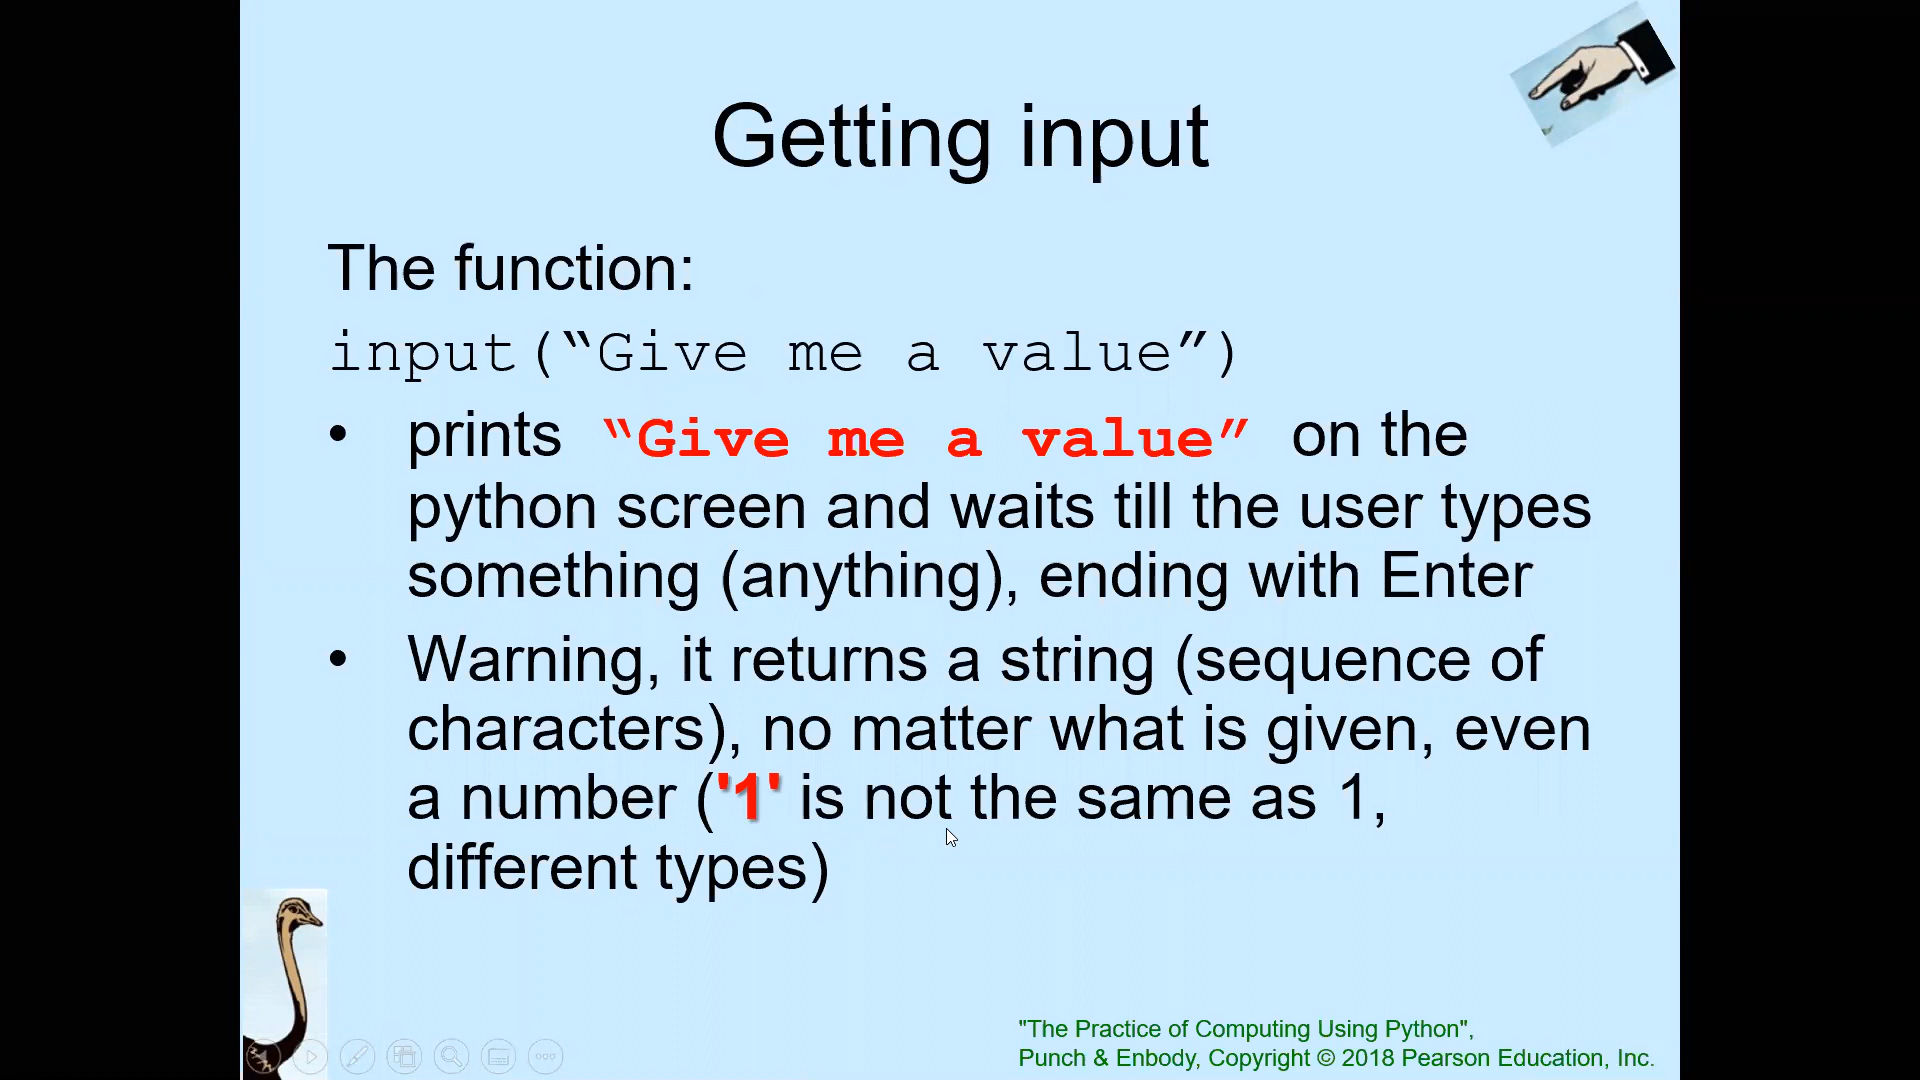 Getting input
The function:
input(“Give me a value”)
• prints “Give me a value” on the
python screen and waits till the user types
something (anything), ending with Enter
• Warning, it returns a string (sequence of
characters), no matter what is given, even
a number ('1' is not the same as 1,
different types)
"The Practice of Computing Using Python",
Punch & Enbody, Copyright © 2018 Pearson Education, Inc.